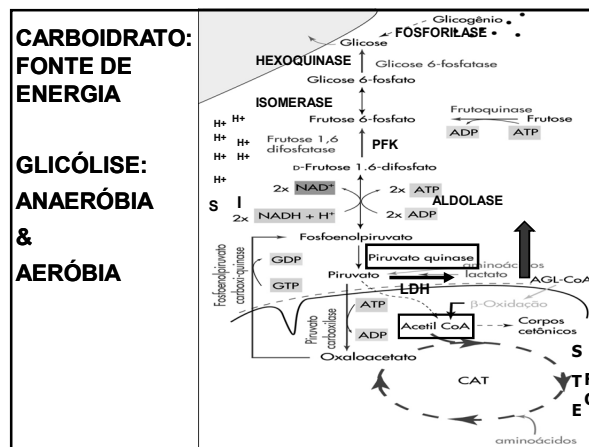 CARBOIDRATO:
FONTE DE
ENERGIA
GLICÓLISE:
ANAERÓBIA
&
AERÓBIA
Glicogênio
FOSFORILASE
Glicose
HEXOQUINASE
Glicose 6-fosfatase
Glicose 6-fosfato
ISOMERASE
Frutose 6-fosfato
Frutoquinase
Frutose
ADP
ATP
H+
H+
H+
H+
H+
H+
H+
H+
H+
Frutose 1,6
difosfatase
PFK
D-Frutose 1.6-difosfato
S I
2x NAD+
2x ATP
ALDOLASE
2x NADH + H+
2x ADP
Fosfoenolpiruvato
Fosfoenolpiruvato
carboxi-quinase
GDP
GTP
Piruvato quinase
Piruvato
aminoácidos
lactato
LDH
AGL-CoA
Piruvato
carboxilase
ATP
ADP
β-Oxidação
Acetil CoA
Corpos
cetônicos
Oxaloacetato
CAT
S
T
E
aminoácidos